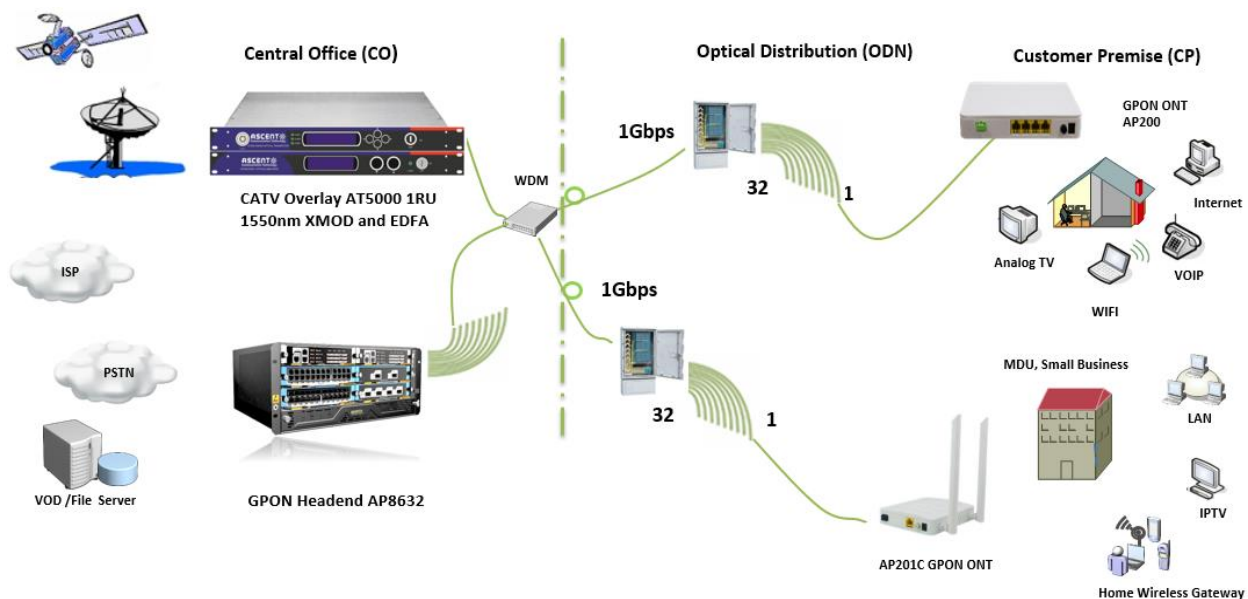 Central Office (CO)
Optical Distribution (ODN)
Customer Premise (CP)
ASCENT
ASCENT
CATV Overlay AT5000 1RU
1550nm XMOD and EDFA
WDM
1Gbps
32
1
GPON ONT
AP200
Internet
Analog TV
VOIP
WIFI
ISP
1Gbps
PSTN
32
1
MDU, Small Business
LAN
VOD /File Server
GPON Headend AP8632
IPTV
AP201C GPON ONT
Home Wireless Gateway